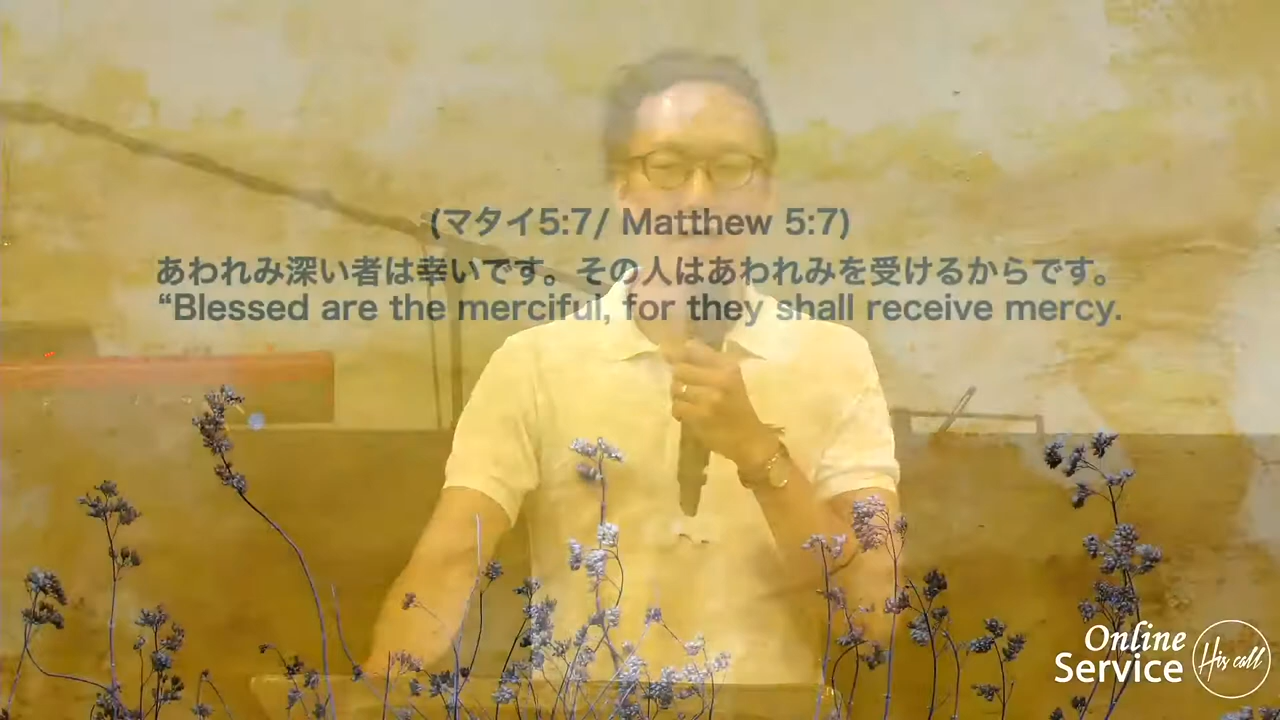 (マタイ5:7/ Matthew 5:7)
あわれみ深い者は幸いです。その人はあわれみを受けるからです。
“Blessed are the merciful, for they shall receive mercy.
Online
Service
His call